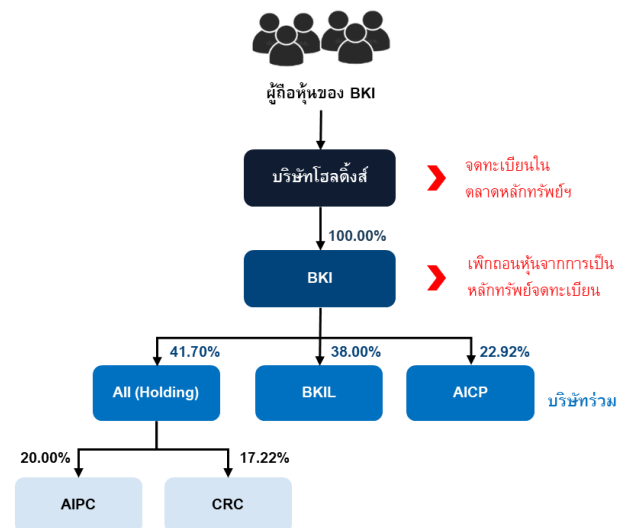 ผู้ถือหุ้นของ BKI
บริษัทโฮลดิ้งส์
จดทะเบียนใน
ตลาดหลักทรัพย์ฯ
100.00%
BKI
เพิกถอนหุ้นจากการเป็น
หลักทรัพย์จดทะเบียน
41.70%
38.00%
22.92%
AII (Holding)
BKIL
AICP
บริษัทร่วม
20.00%
17.22%
AIPC
CRC